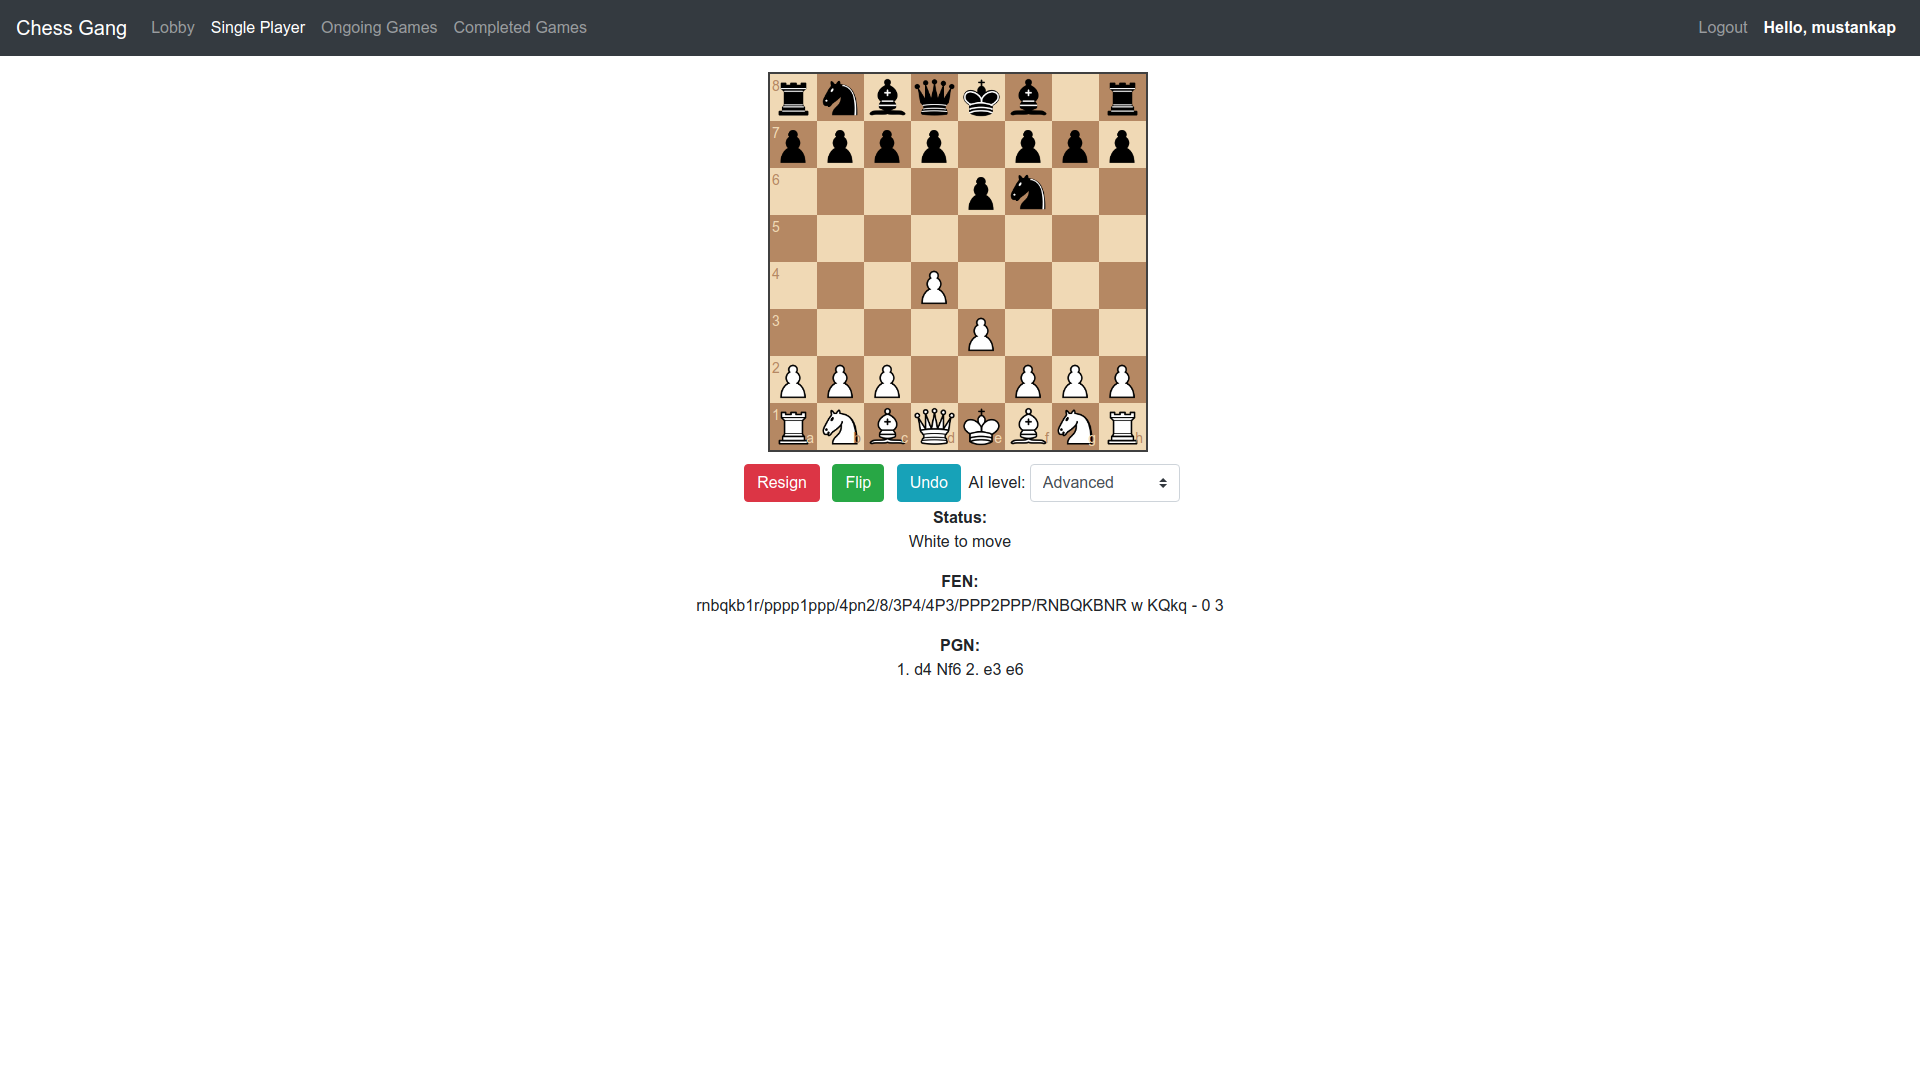 Chess Gang Lobby Single Player Ongoing Games Completed Games Logout Hello, mustankap
8
7
6
5
4
3
2
1 a b c d e f g h
Resign Flip Undo AI level: Advanced
Status:
White to move
FEN:
rnbqkb1r/pppp1ppp/4pn2/8/3P4/4P3/PPP2PPP/RNBQKBNR w KQkq - 0 3
PGN:
1. d4 Nf6 2. e3 e6